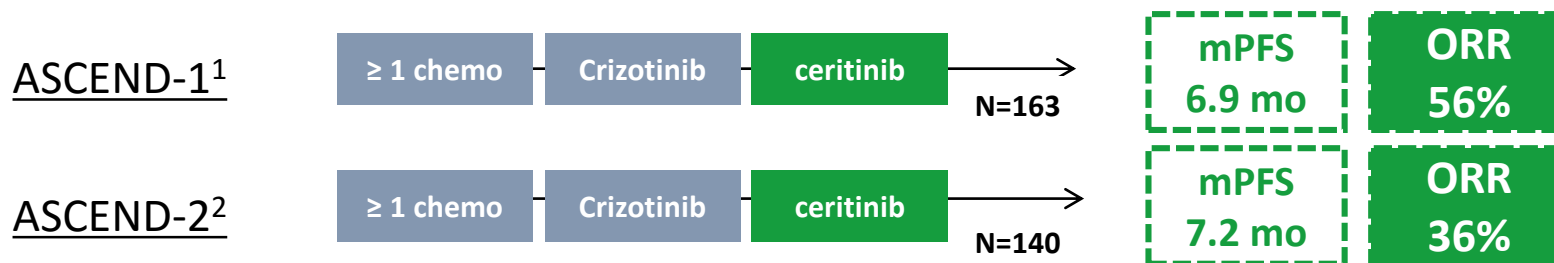 ASCEND-1¹
≥ 1 chemo
Crizotinib
ceritinib
N=163
mPFS
6.9 mo
ORR
56%
ASCEND-2²
≥ 1 chemo
Crizotinib
ceritinib
N=140
mPFS
7.2 mo
ORR
36%